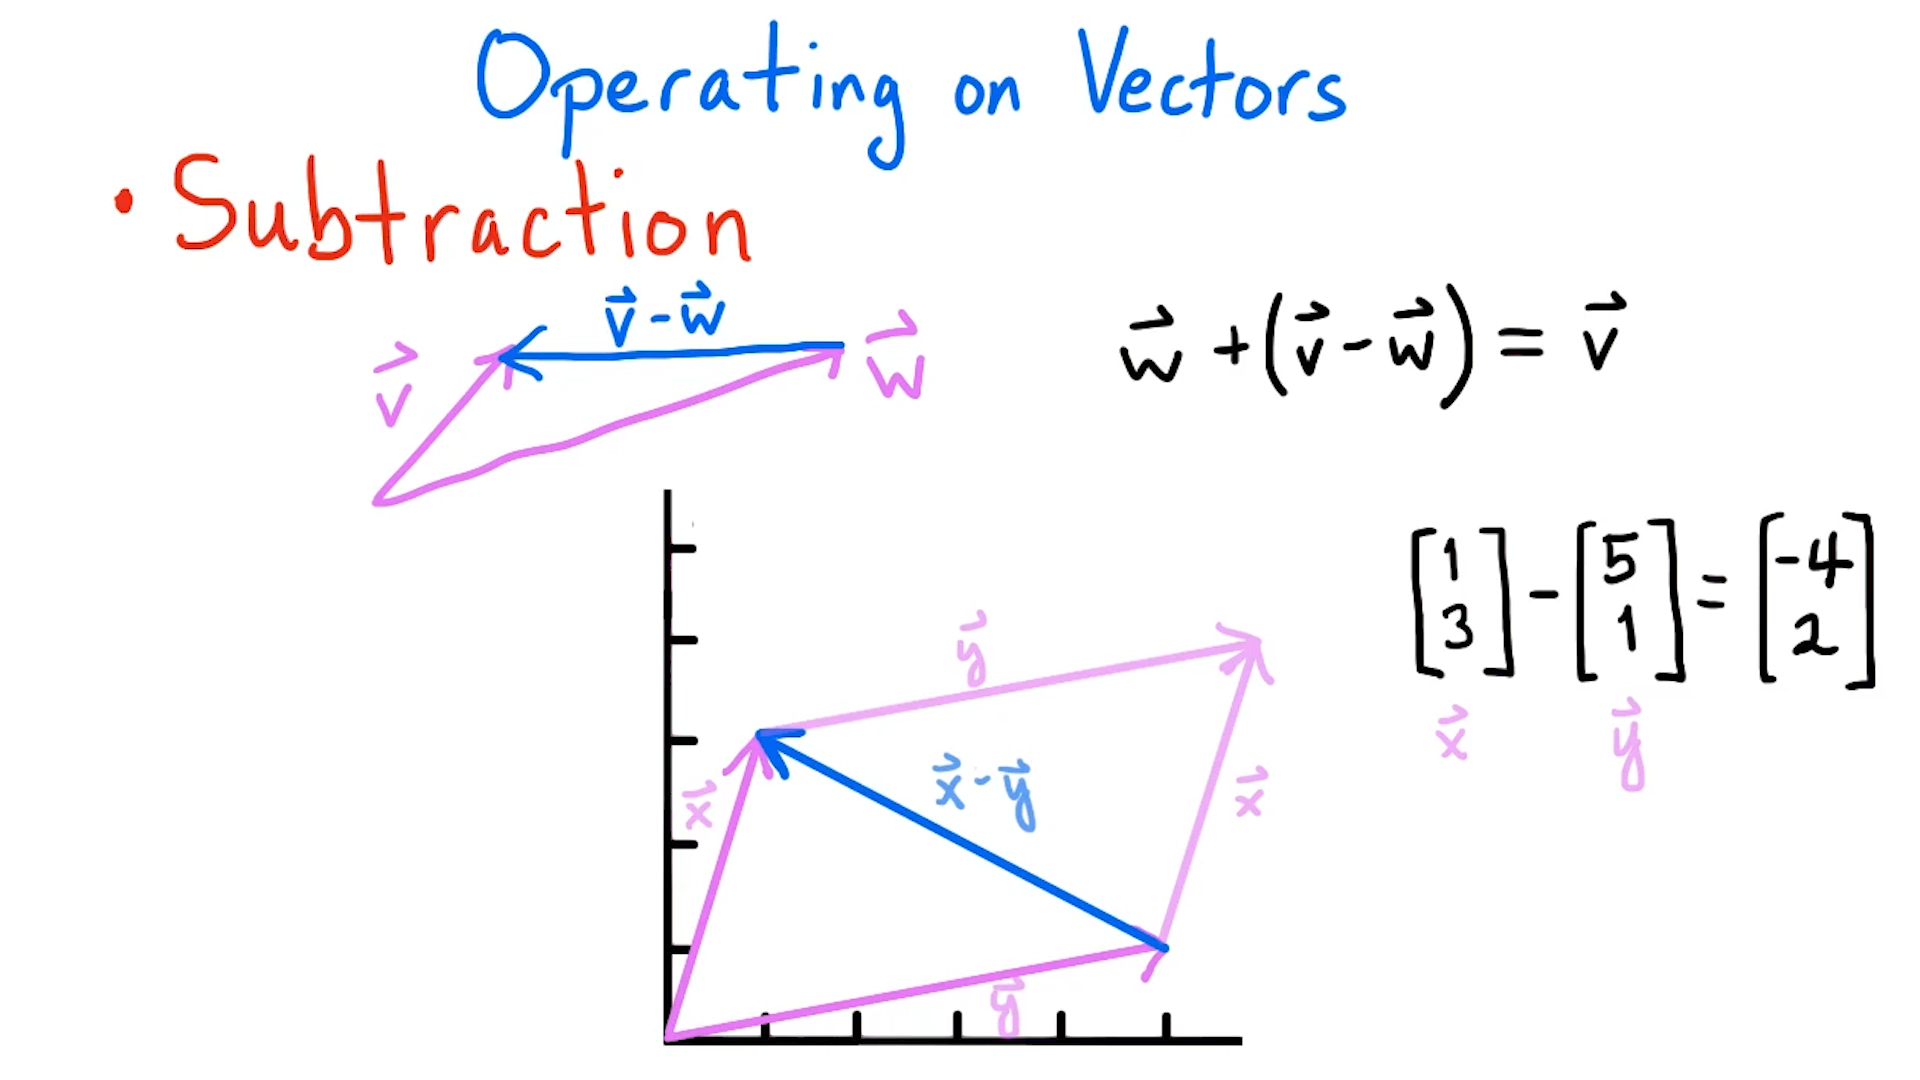 Operating on Vectors
• Subtraction
v⃗ - w⃗
v⃗
w⃗
w⃗ + (v⃗ - w⃗) = v⃗
[1 3] - [5 1] = [-4 2]
x⃗
y⃗
y⃗
x⃗
x⃗ - y⃗
x⃗
y⃗